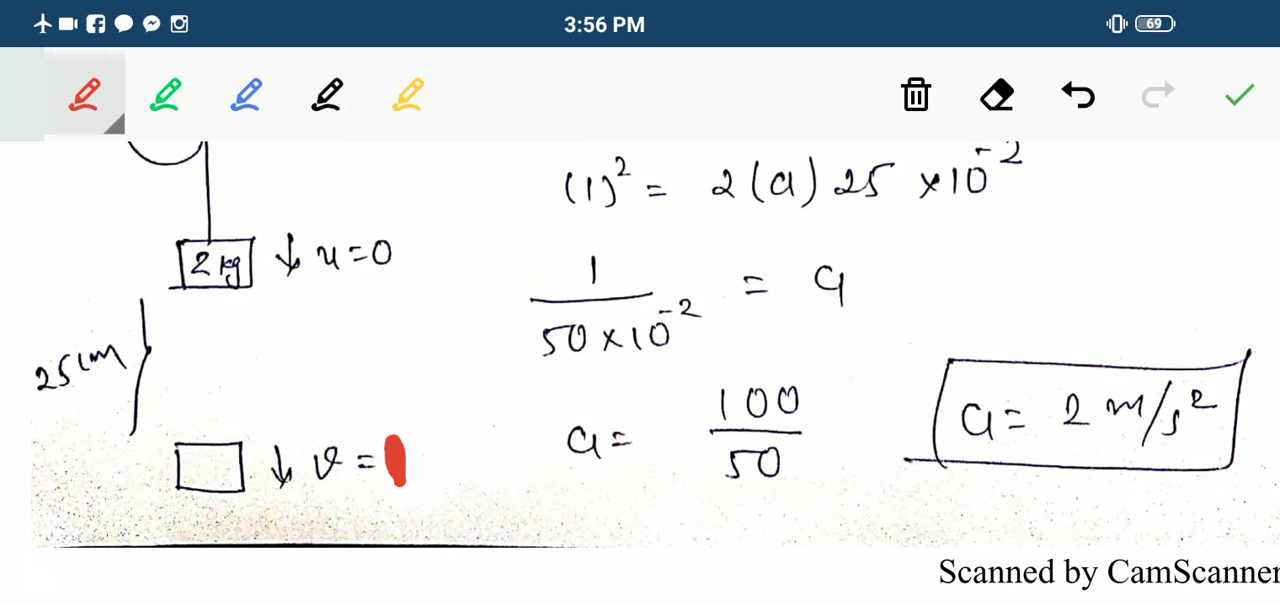 3:56 PM
69
(1)² = 2(a) 25 × 10⁻²
2 kg ↓ u = 0
1 / 50 × 10⁻² = a
25 cm
a = 100 / 50
a = 2 m/s²
↓ v =
Scanned by CamScanner